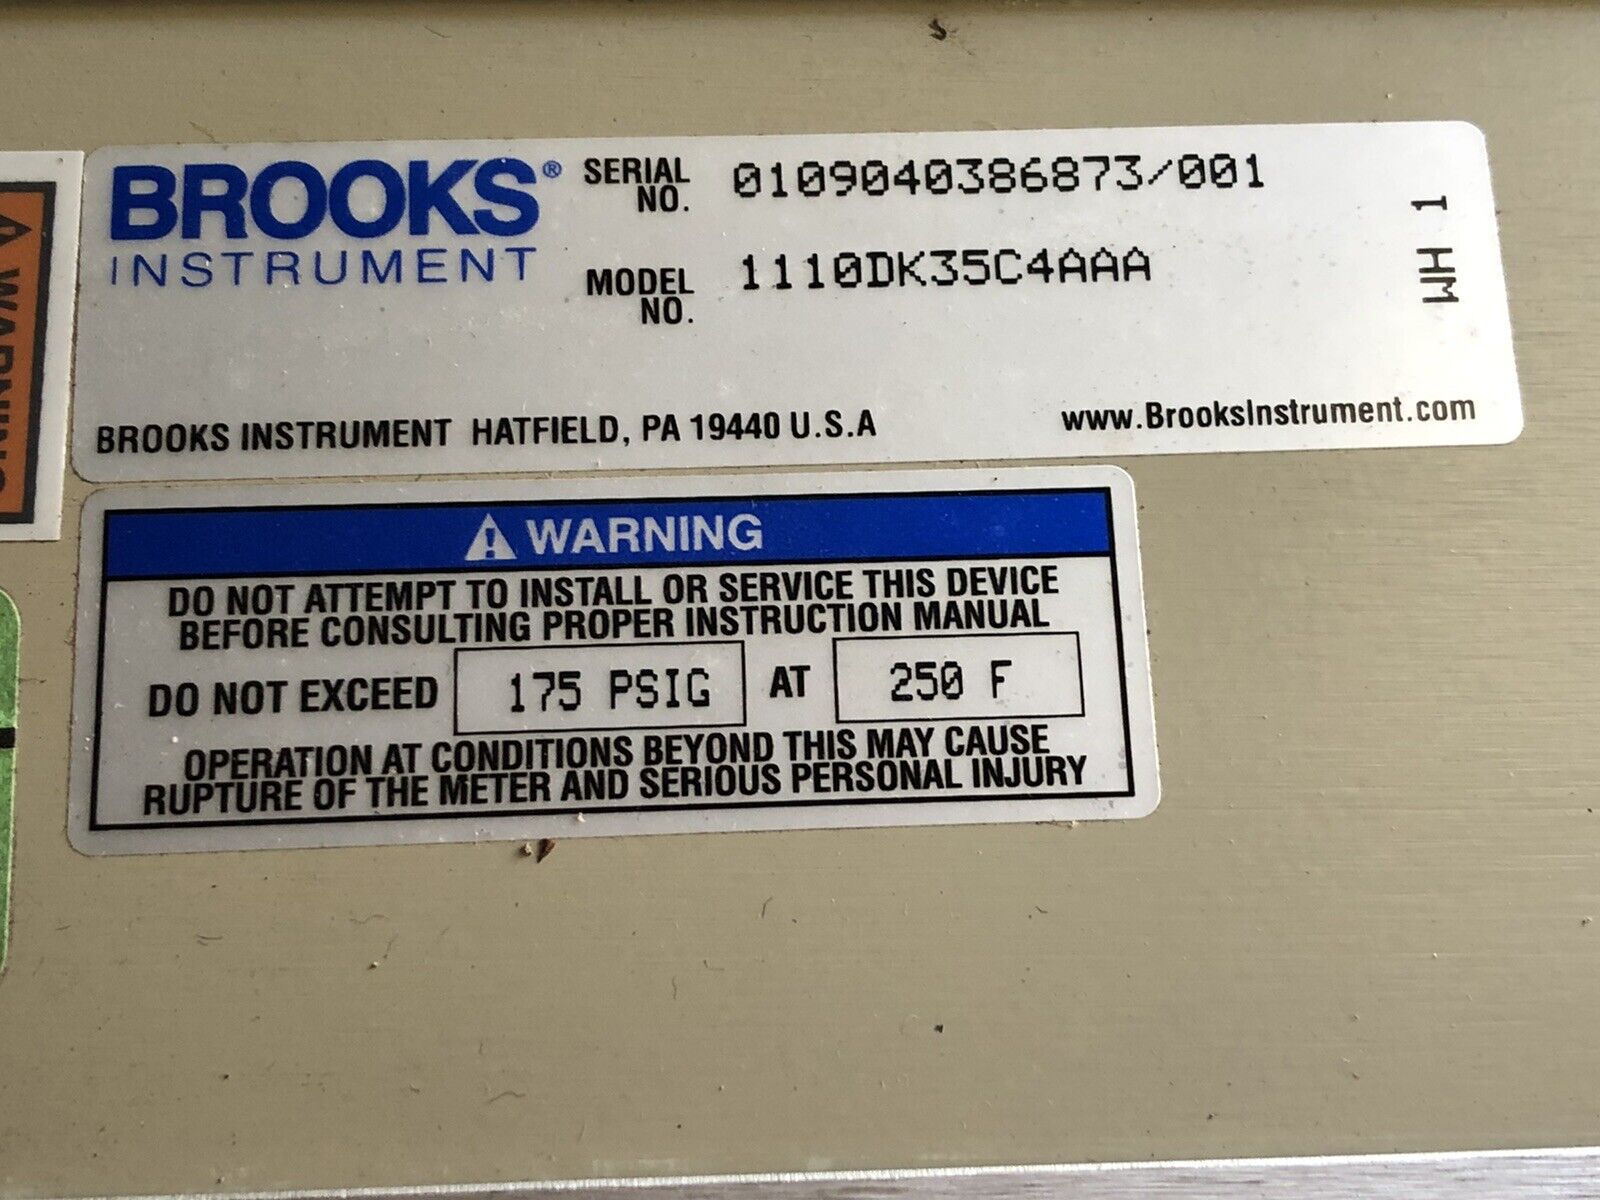 BROOKS®
INSTRUMENT
SERIAL NO. 0109040386873/001
MODEL NO. 1110DK35C4AAA
1 HM
BROOKS INSTRUMENT HATFIELD, PA 19440 U.S.A
www.BrooksInstrument.com
WARNING
WARNING
DO NOT ATTEMPT TO INSTALL OR SERVICE THIS DEVICE
BEFORE CONSULTING PROPER INSTRUCTION MANUAL
DO NOT EXCEED 175 PSIG AT 250 F
OPERATION AT CONDITIONS BEYOND THIS MAY CAUSE
RUPTURE OF THE METER AND SERIOUS PERSONAL INJURY